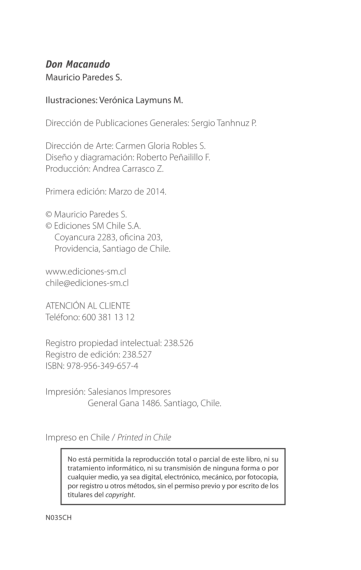 Don Macanudo
Mauricio Paredes S.
Ilustraciones: Verónica Laymuns M.
Dirección de Publicaciones Generales: Sergio Tanhnuz P.
Dirección de Arte: Carmen Gloria Robles S.
Diseño y diagramación: Roberto Peñailillo F.
Producción: Andrea Carrasco Z.
Primera edición: Marzo de 2014.
© Mauricio Paredes S.
© Ediciones SM Chile S.A.
Coyancura 2283, oficina 203,
Providencia, Santiago de Chile.
www.ediciones-sm.cl
chile@ediciones-sm.cl
ATENCIÓN AL CLIENTE
Teléfono: 600 381 13 12
Registro propiedad intelectual: 238.526
Registro de edición: 238.527
ISBN: 978-956-349-657-4
Impresión: Salesianos Impresores
General Gana 1486. Santiago, Chile.
Impreso en Chile / Printed in Chile
No está permitida la reproducción total o parcial de este libro, ni su
tratamiento informático, ni su transmisión de ninguna forma o por
cualquier medio, ya sea digital, electrónico, mecánico, por fotocopia,
por registro u otros métodos, sin el permiso previo y por escrito de los
titulares del copyright.
N035CH